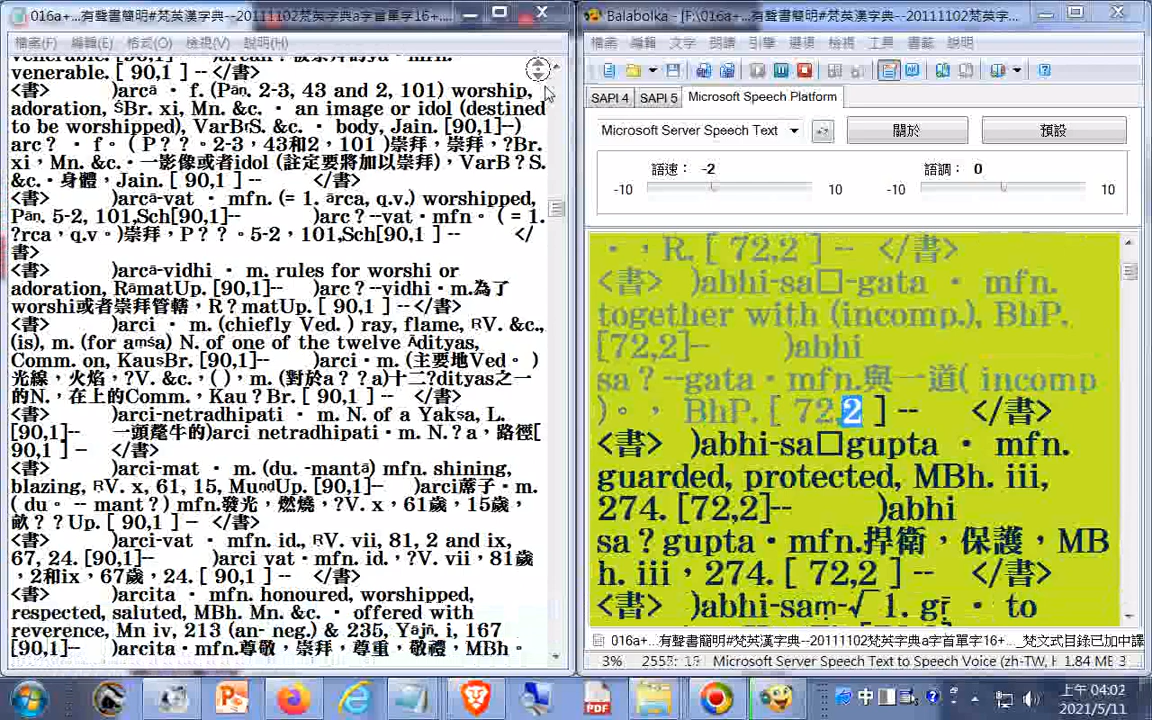 016a+...有聲書簡明#梵英漢字典--20111102梵英字典a字首單字16+...
檔案(F) 編輯(E) 格式(O) 檢視(V) 說明(H)
venerable. [ 90,1 ] -- </書>
<書> )arcā · f. (Pāṇ. 2-3, 43 and 2, 101) worship,
adoration, ŚBr. xi, Mn. &c. · an image or idol (destined
to be worshipped), VarBṛS. &c. · body, Jain. [90,1]--)
arc? · f。( P??。2-3,43和2,101 )崇拜,崇拜,?Br.
xi,Mn. &c.·一影像或者idol (註定要將加以崇拜),VarB?S.
&c.·身體,Jain. [ 90,1 ] -- </書>
<書> )arcā-vat · mfn. (= 1. ārca, q.v.) worshipped,
Pāṇ. 5-2, 101,Sch[90,1]-- )arc?--vat·mfn。( = 1.
?rca,q.v。)崇拜,P??。5-2,101,Sch[90,1 ] -- </
書>
<書> )arcā-vidhi · m. rules for worshi or
adoration, RāmatUp. [90,1]-- )arc?--vidhi·m.為了
worshi或者崇拜管轄,R?matUp. [ 90,1 ] --</書>
<書> )arci · m. (chiefly Ved. ) ray, flame, ṚV. &c.,
(is), m. (for aṃśa) N. of one of the twelve Ādityas,
Comm. on, KauṣBr. [90,1]-- )arci·m. (主要地Ved。)
光線,火焰,?V. &c.,( ),m. (對於a??a)十二?dityas之一
的N.,在上的Comm.,Kau?Br. [ 90,1 ] -- </書>
<書> )arci-netradhipati · m. N. of a Yakṣa, L.
[90,1]-- 一頭氂牛的)arci netradhipati·m. N.?a,路徑[
90,1 ] -- </書>
<書> )arci-mat · m. (du. -mantā) mfn. shining,
blazing, ṚV. x, 61, 15, MuṇḍUp. [90,1]-- )arci蓆子·m.
( du。-- mant?) mfn.發光,燃燒,?V. x,61歲,15歲,
畝??Up. [ 90,1 ] -- </書>
<書> )arci-vat · mfn. id., ṚV. vii, 81, 2 and ix,
67, 24. [90,1]-- )arci vat·mfn. id.,?V. vii,81歲
,2和ix,67歲,24. [ 90,1 ] -- </書>
<書> )arcita · mfn. honoured, worshipped,
respected, saluted, MBh. Mn. &c. · offered with
reverence, Mn iv, 213 (an- neg.) & 235, Yājñ. i, 167
[90,1]-- )arcita·mfn.尊敬,崇拜,尊重,敬禮,MBh。
Balabolka - [F:\016a+...有聲書簡明#梵英漢字典--20111102梵英字...
檔案 編輯 文字 朗讀 引擎 選項 檢視 工具 書籤 說明
SAPI 4 SAPI 5 Microsoft Speech Platform
Microsoft Server Speech Text 關於 預設
語速: -2 語調: 0
-10 10 -10 10
·,R. [ 72,2 ] -- </書>
<書> )abhi-sa□-gata · mfn.
together with (incomp.), BhP.
[72,2]-- )abhi
sa?--gata·mfn.與一道( incomp
)。, BhP. [ 72,2 ] -- </書>
<書> )abhi-sa□gupta · mfn.
guarded, protected, MBh. iii,
274. [72,2]-- )abhi
sa?gupta·mfn.捍衛,保護,MB
h. iii,274. [ 72,2 ] -- </書>
<書> )abhi-sam-√ 1. gṝ · to
016a+...有聲書簡明#梵英漢字典--20111102梵英字典a字首單字16+..._梵文式目錄已加中譯
3% Microsoft Server Speech Text to Speech Voice (zh-TW, H 1.84 MB
中
上午 04:02
2021/5/11